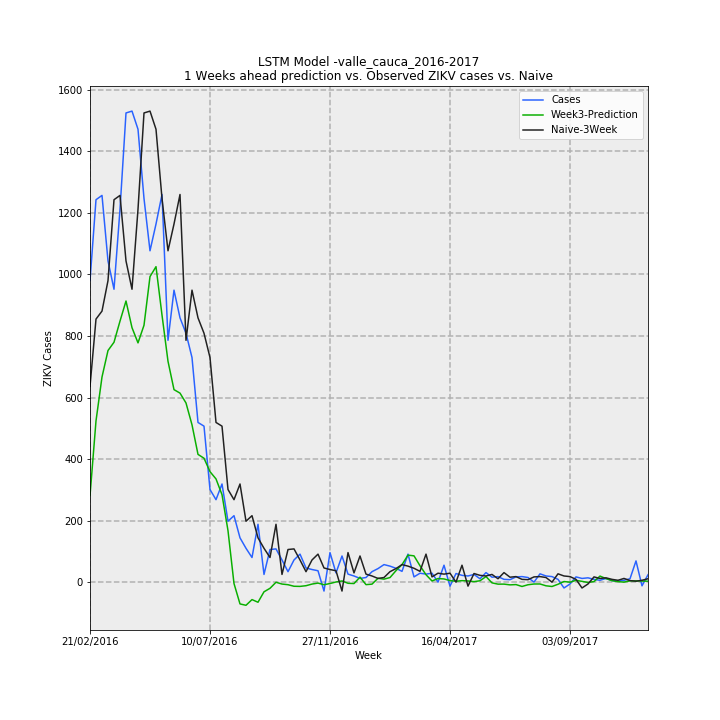 LSTM Model -valle_cauca_2016-2017
1 Weeks ahead prediction vs. Observed ZIKV cases vs. Naive
Cases
Week3-Prediction
Naive-3Week
ZIKV Cases
1600
1400
1200
1000
800
600
400
200
0
21/02/2016 10/07/2016 27/11/2016 16/04/2017 03/09/2017
Week